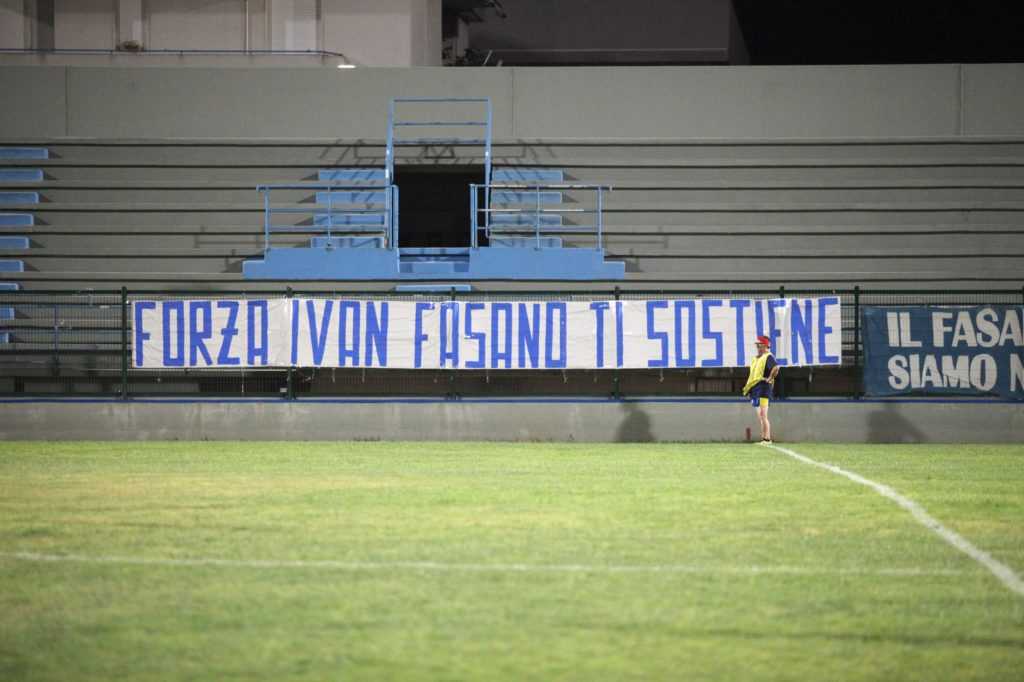 FORZA IVAN FASANO TI SOSTIENE
IL FASA
SIAMO N